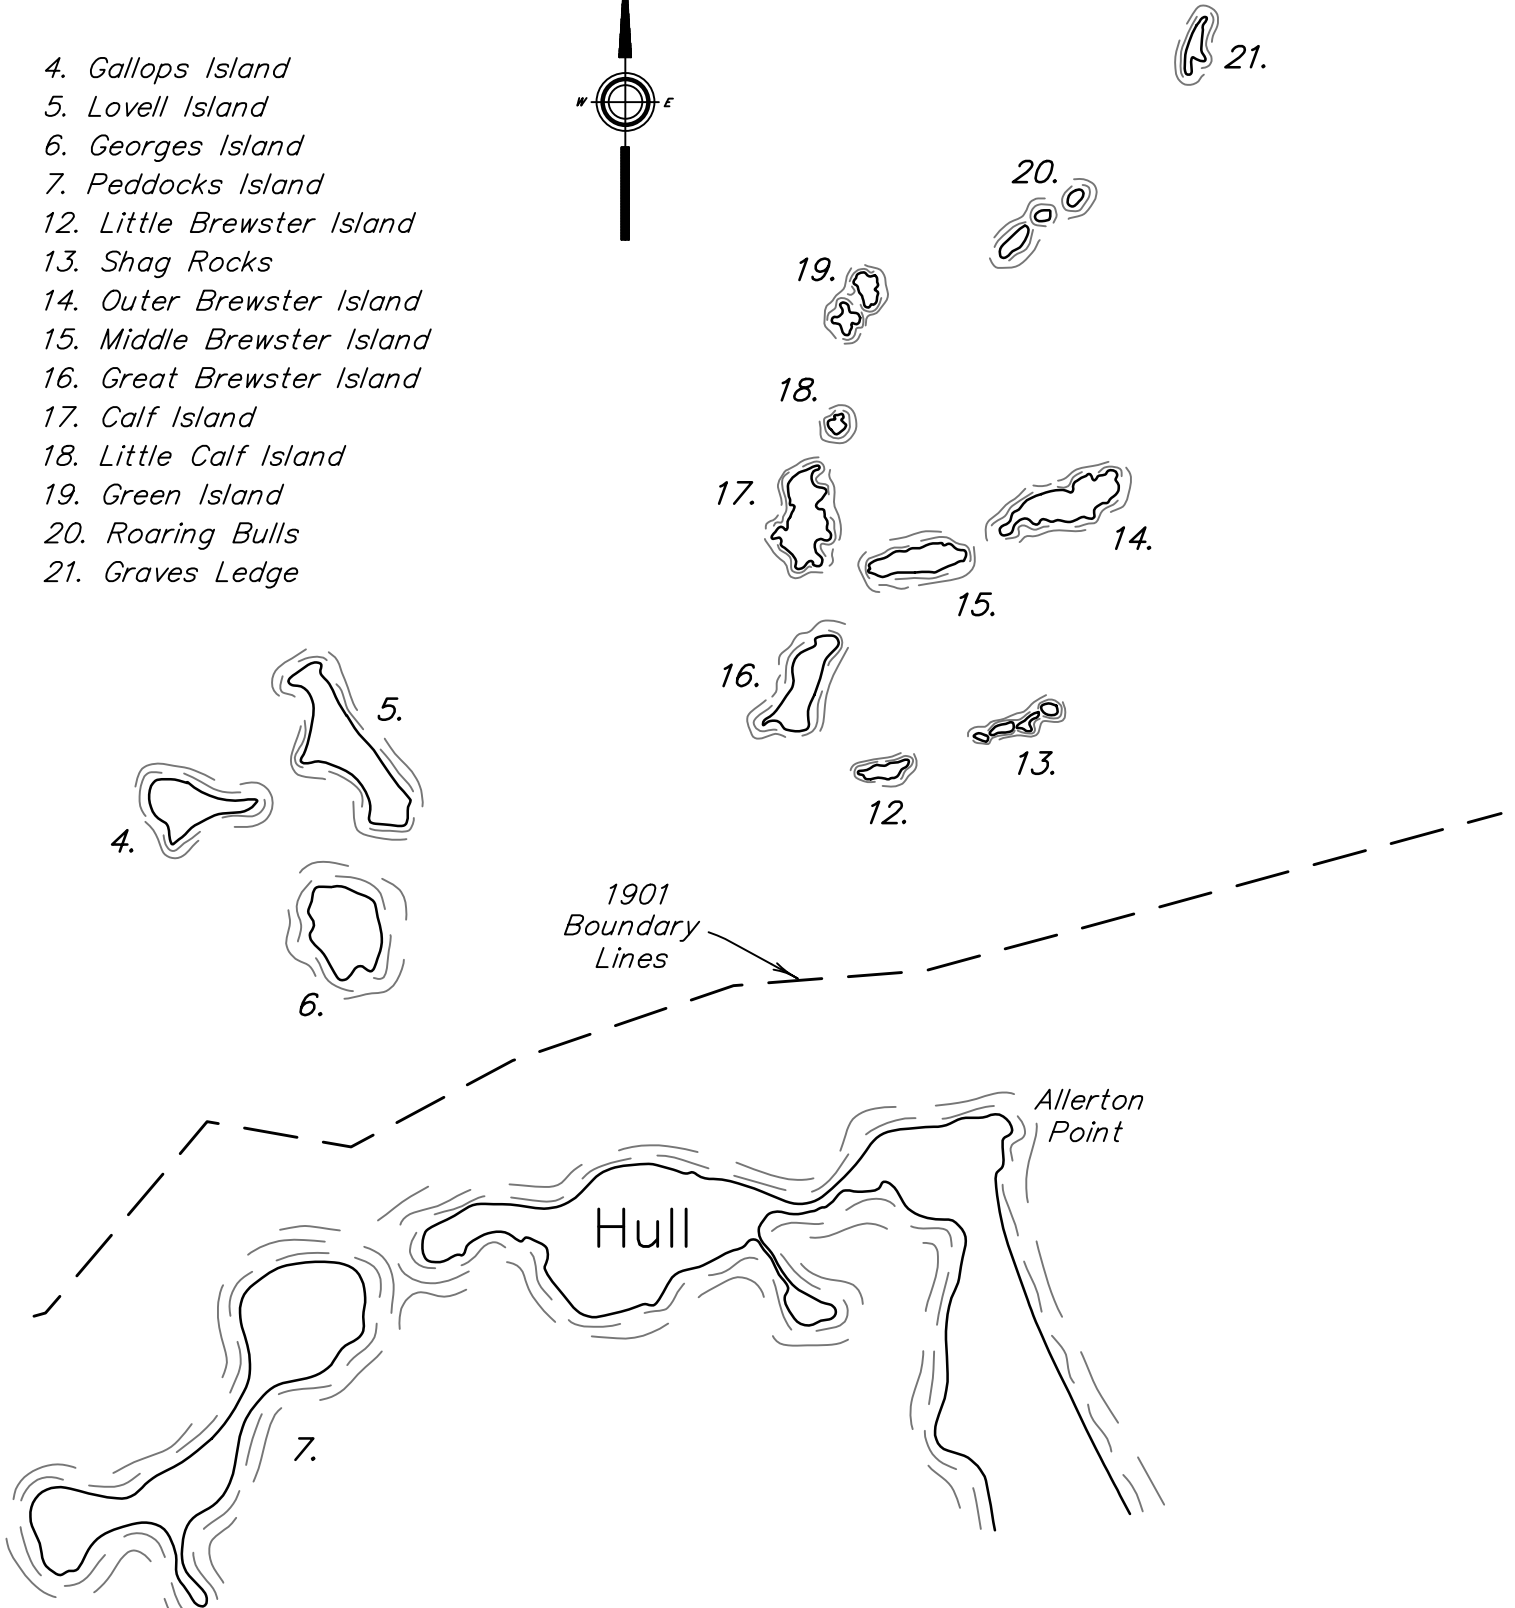 4. Gallops Island
5. Lovell Island
6. Georges Island
7. Peddocks Island
12. Little Brewster Island
13. Shag Rocks
14. Outer Brewster Island
15. Middle Brewster Island
16. Great Brewster Island
17. Calf Island
18. Little Calf Island
19. Green Island
20. Roaring Bulls
21. Graves Ledge
W E
21.
20.
19.
18.
17.
14.
15.
16.
13.
12.
5.
4.
6.
1901
Boundary
Lines
Allerton
Point
Hull
7.